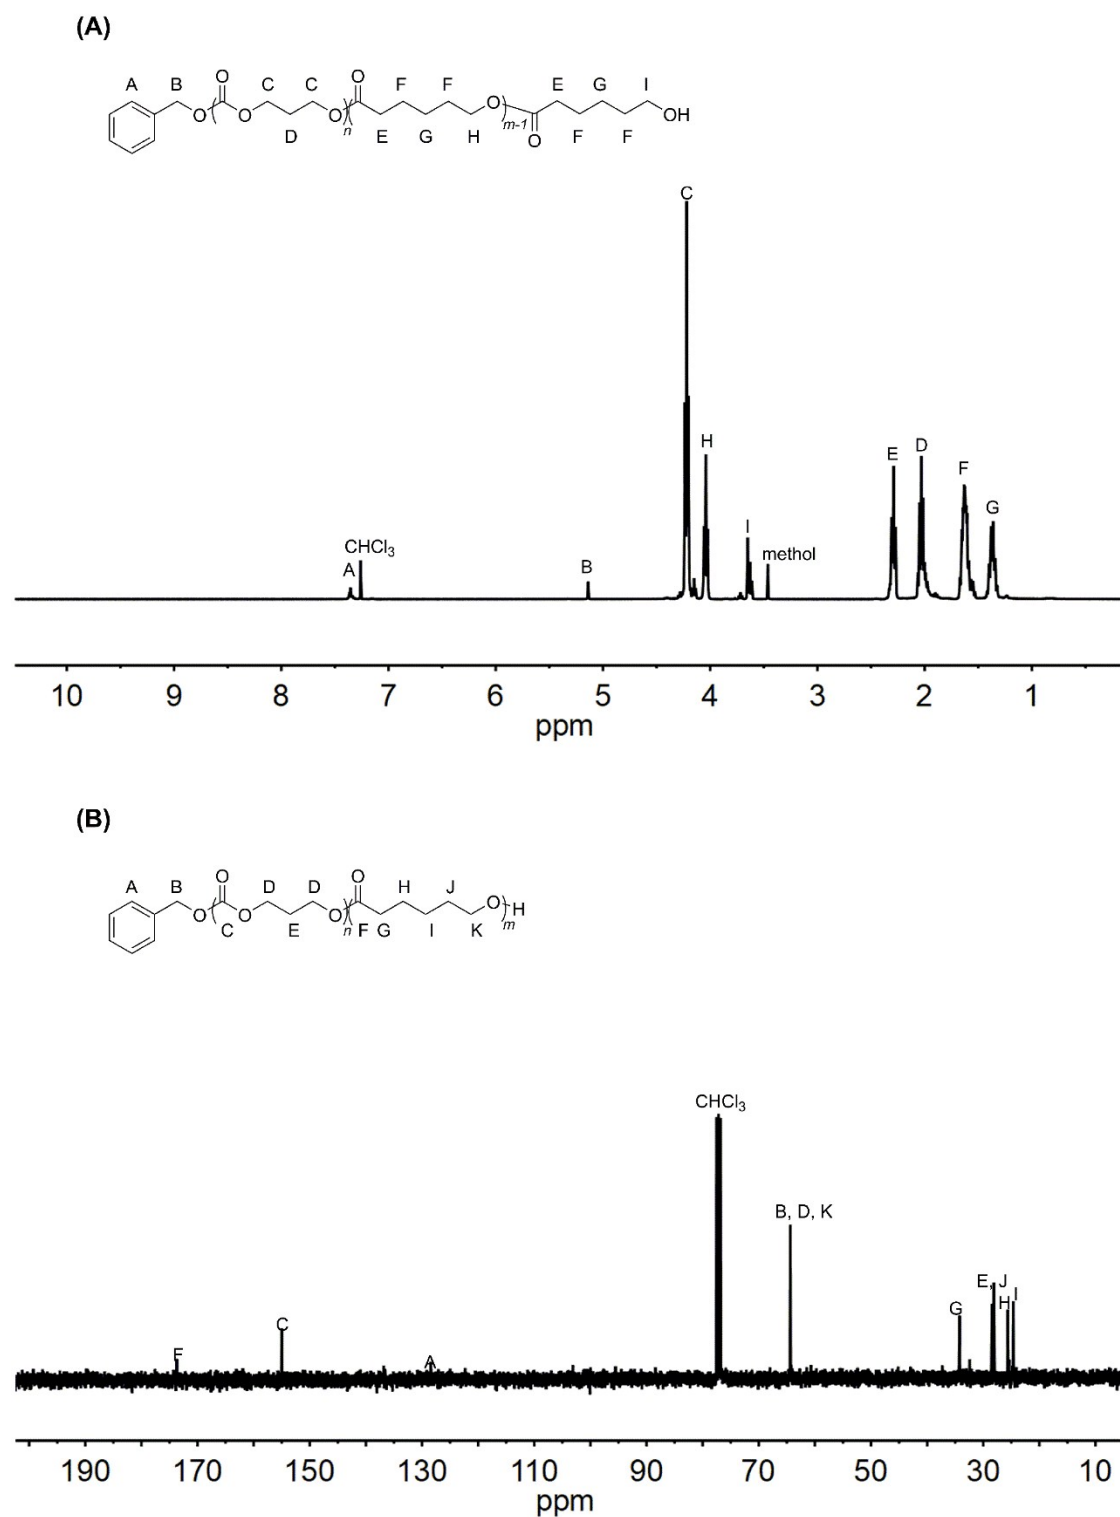 (A)
A B O C C O F F E G I
O O O O OH
D n E G H m-1 O F F
C
H
E D
F
G
I
CHCl3
A
B
methol
10 9 8 7 6 5 4 3 2 1
ppm
(B)
A B O D D O H J
O O O O H
C E n F G I K m
CHCl3
B, D, K
E, J
G H I
C
F
A
190 170 150 130 110 90 70 50 30 10
ppm